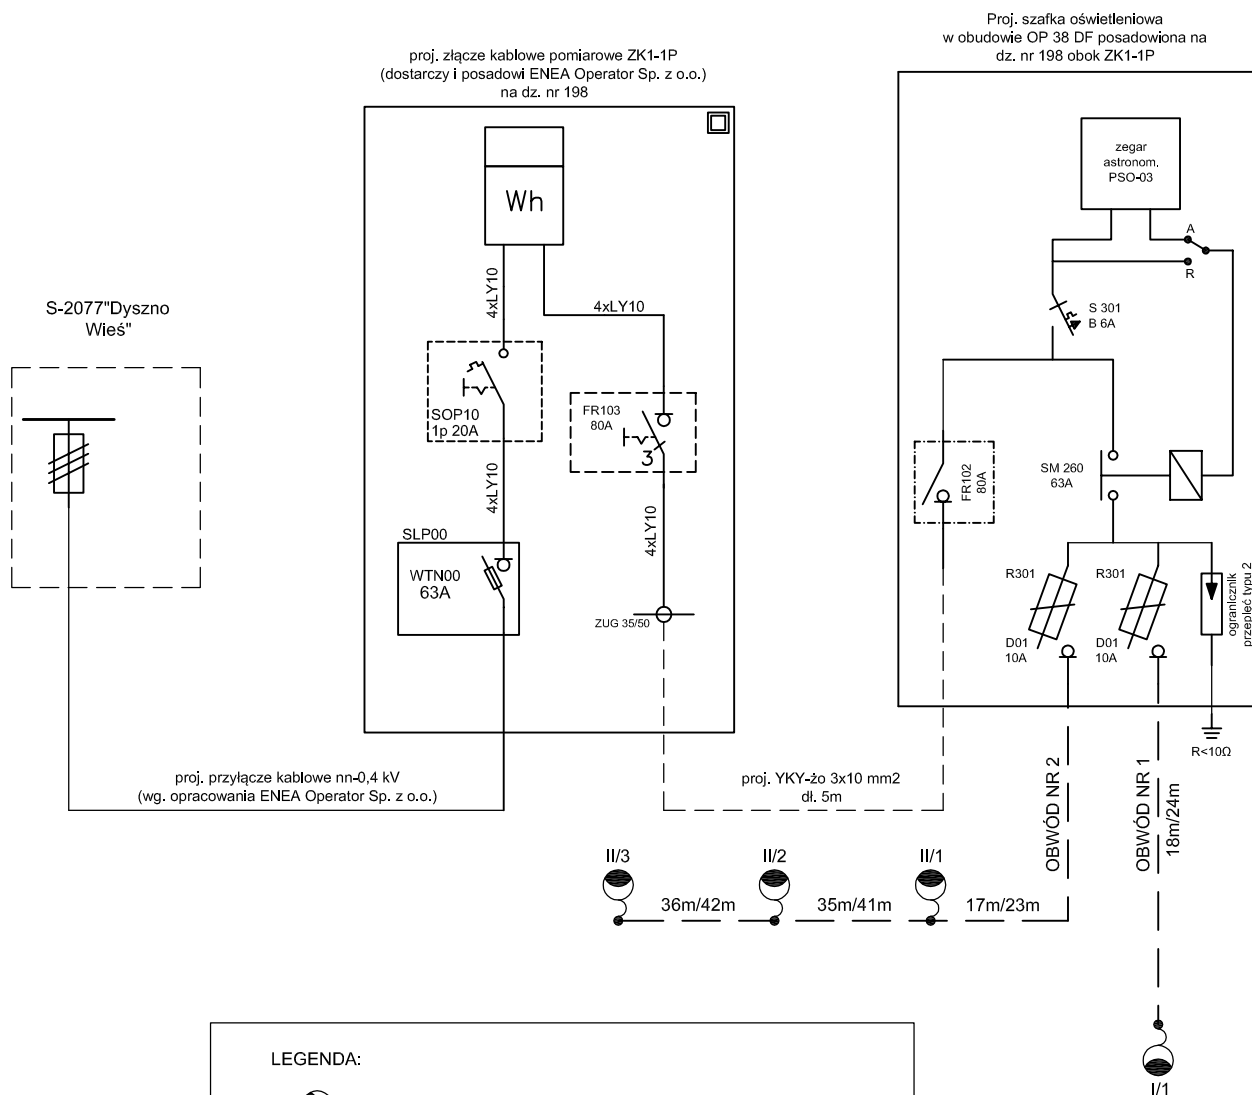 Proj. szafka oświetleniowa
w obudowie OP 38 DF posadowiona na
dz. nr 198 obok ZK1-1P
proj. złącze kablowe pomiarowe ZK1-1P
(dostarczy i posadowi ENEA Operator Sp. z o.o.)
na dz. nr 198
zegar
astronom.
PSO-03
Wh
A
R
4xLY10
4xLY10
S 301
B 6A
S-2077"Dyszno
Wieś"
SOP10
1p 20A
FR103
80A
3
FR102
80A
SM 260
63A
4xLY10
4xLY10
SLP00
WTN00
63A
ZUG 35/50
R301
D01
10A
R301
D01
10A
ogranicznik
przepięć typu 2
R<10Ω
proj. przyłącze kablowe nn-0,4 kV
(wg. opracowania ENEA Operator Sp. z o.o.)
proj. YKY-żo 3x10 mm2
dł. 5m
OBWÓD NR 2
OBWÓD NR 1
18m/24m
II/3
II/2
II/1
36m/42m
35m/41m
17m/23m
LEGENDA:
I/1